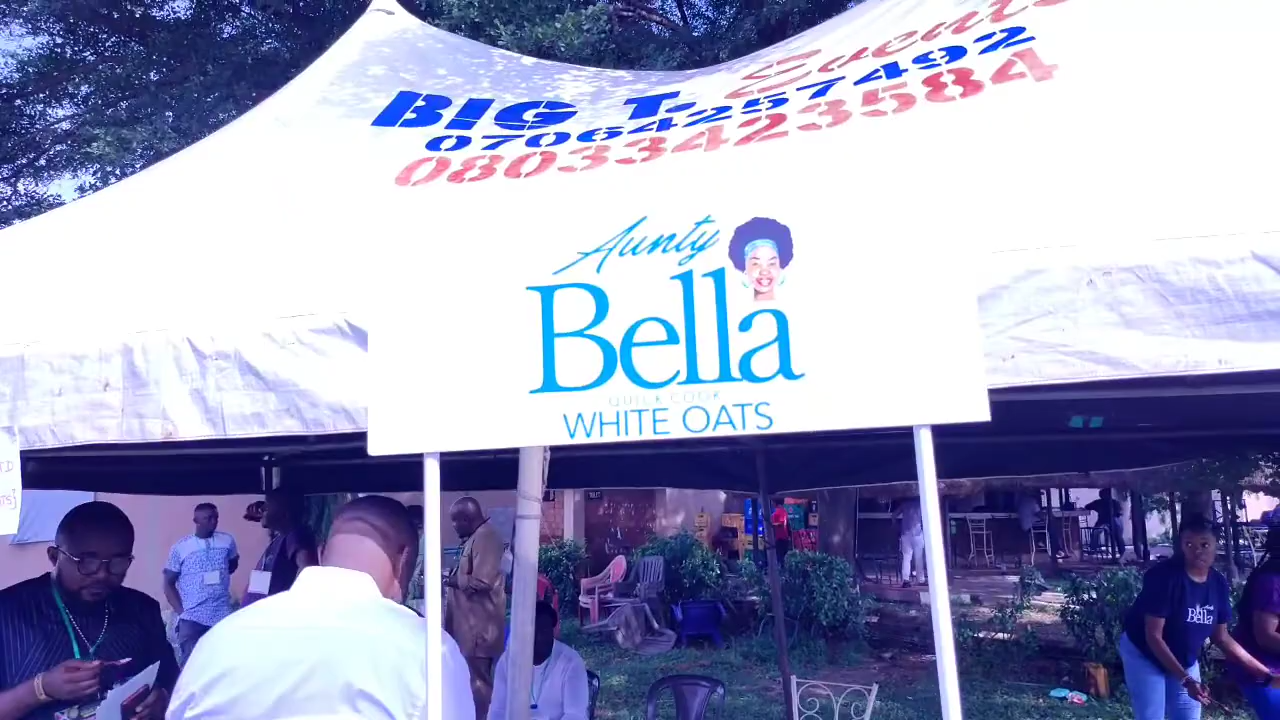 BIG T. Events
07064257492
08033423584
Aunty
Bella
QUICK COOK
WHITE OATS
Bella